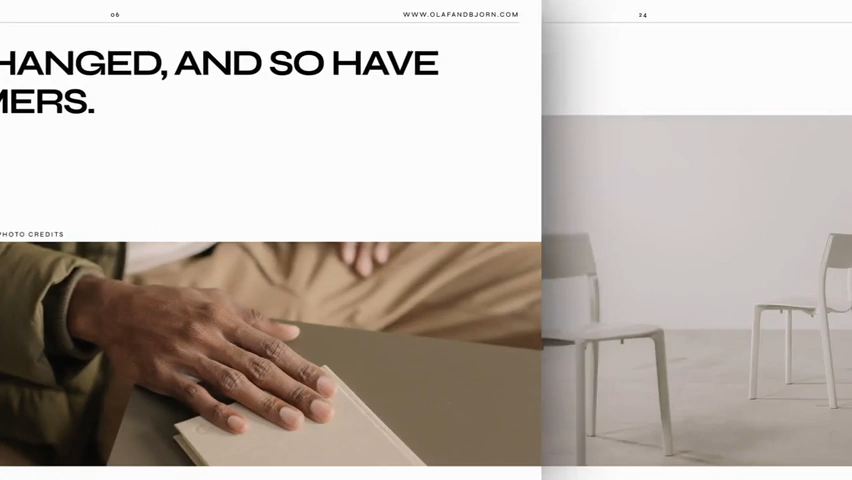 06
WWW.OLAFANDBJORN.COM
24
HANGED, AND SO HAVE
MERS.
PHOTO CREDITS